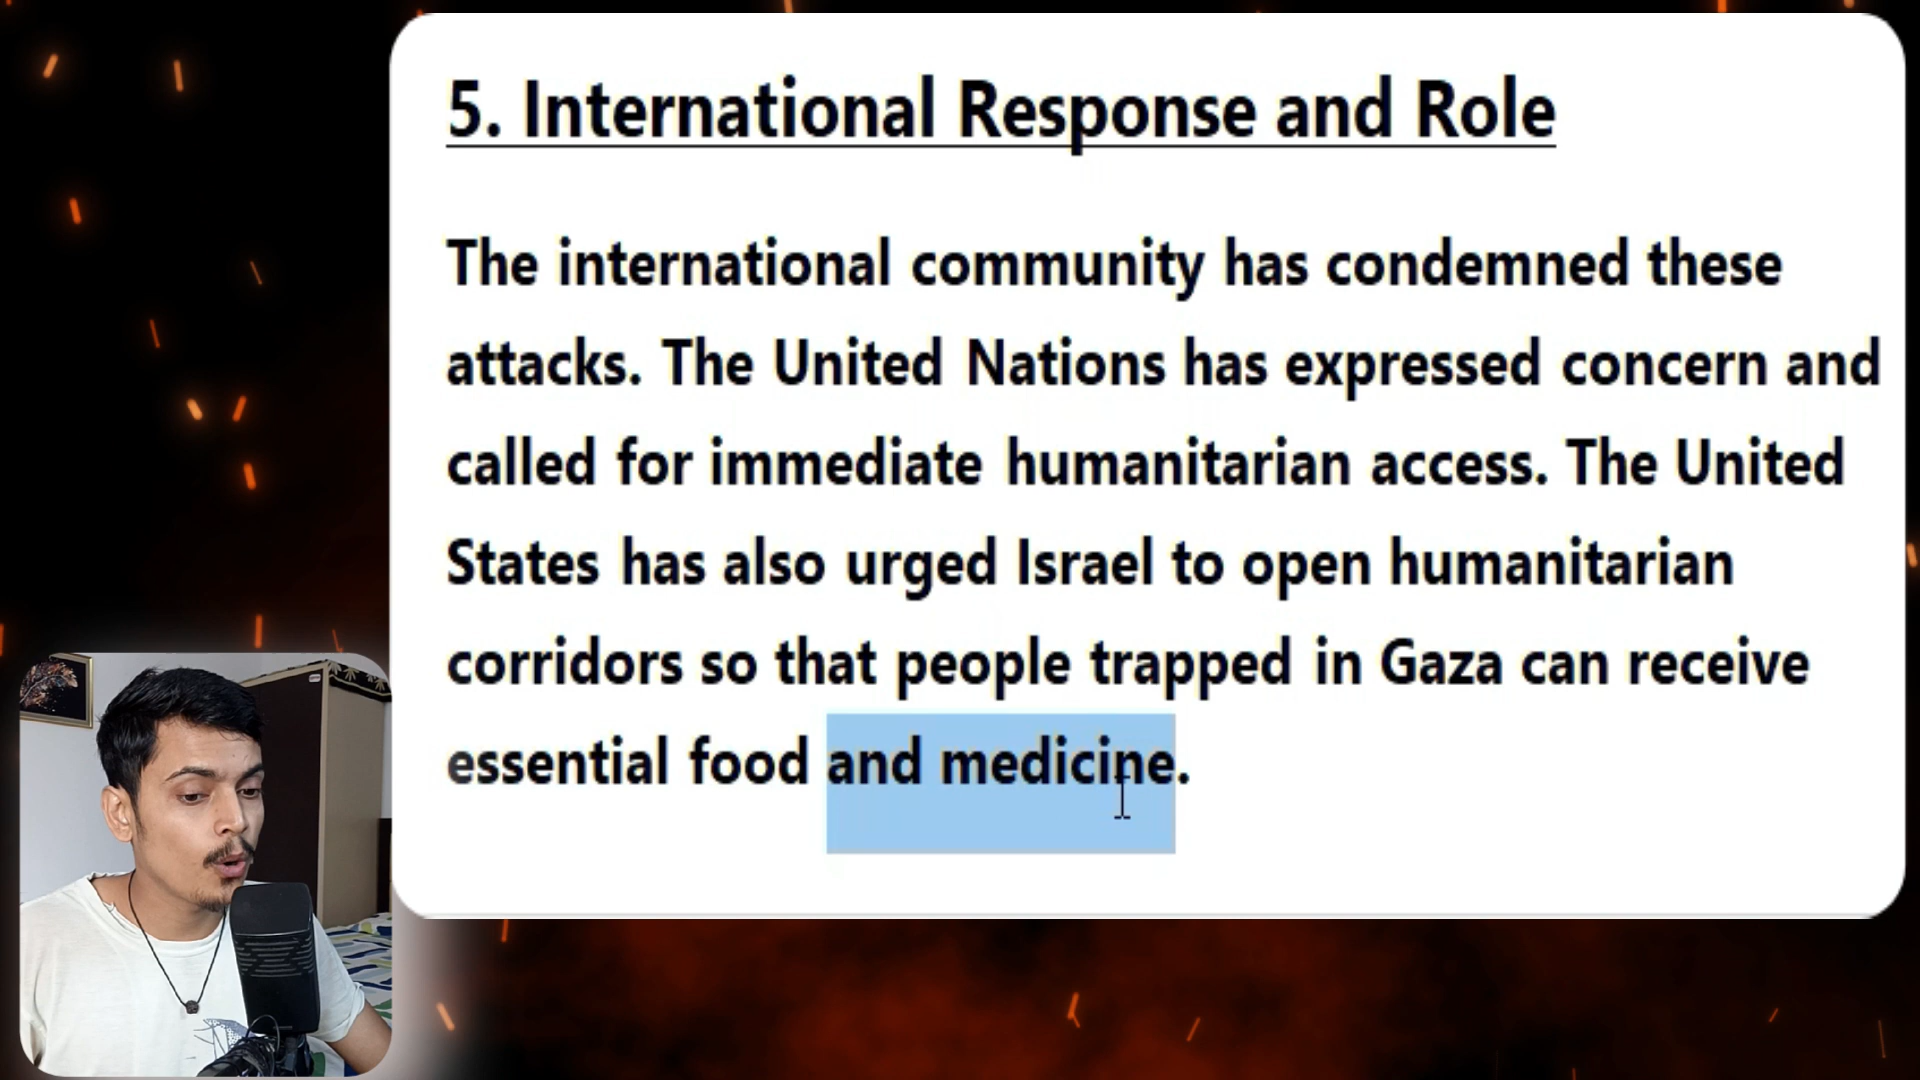 5. International Response and Role
The international community has condemned these
attacks. The United Nations has expressed concern and
called for immediate humanitarian access. The United
States has also urged Israel to open humanitarian
corridors so that people trapped in Gaza can receive
essential food and medicine.